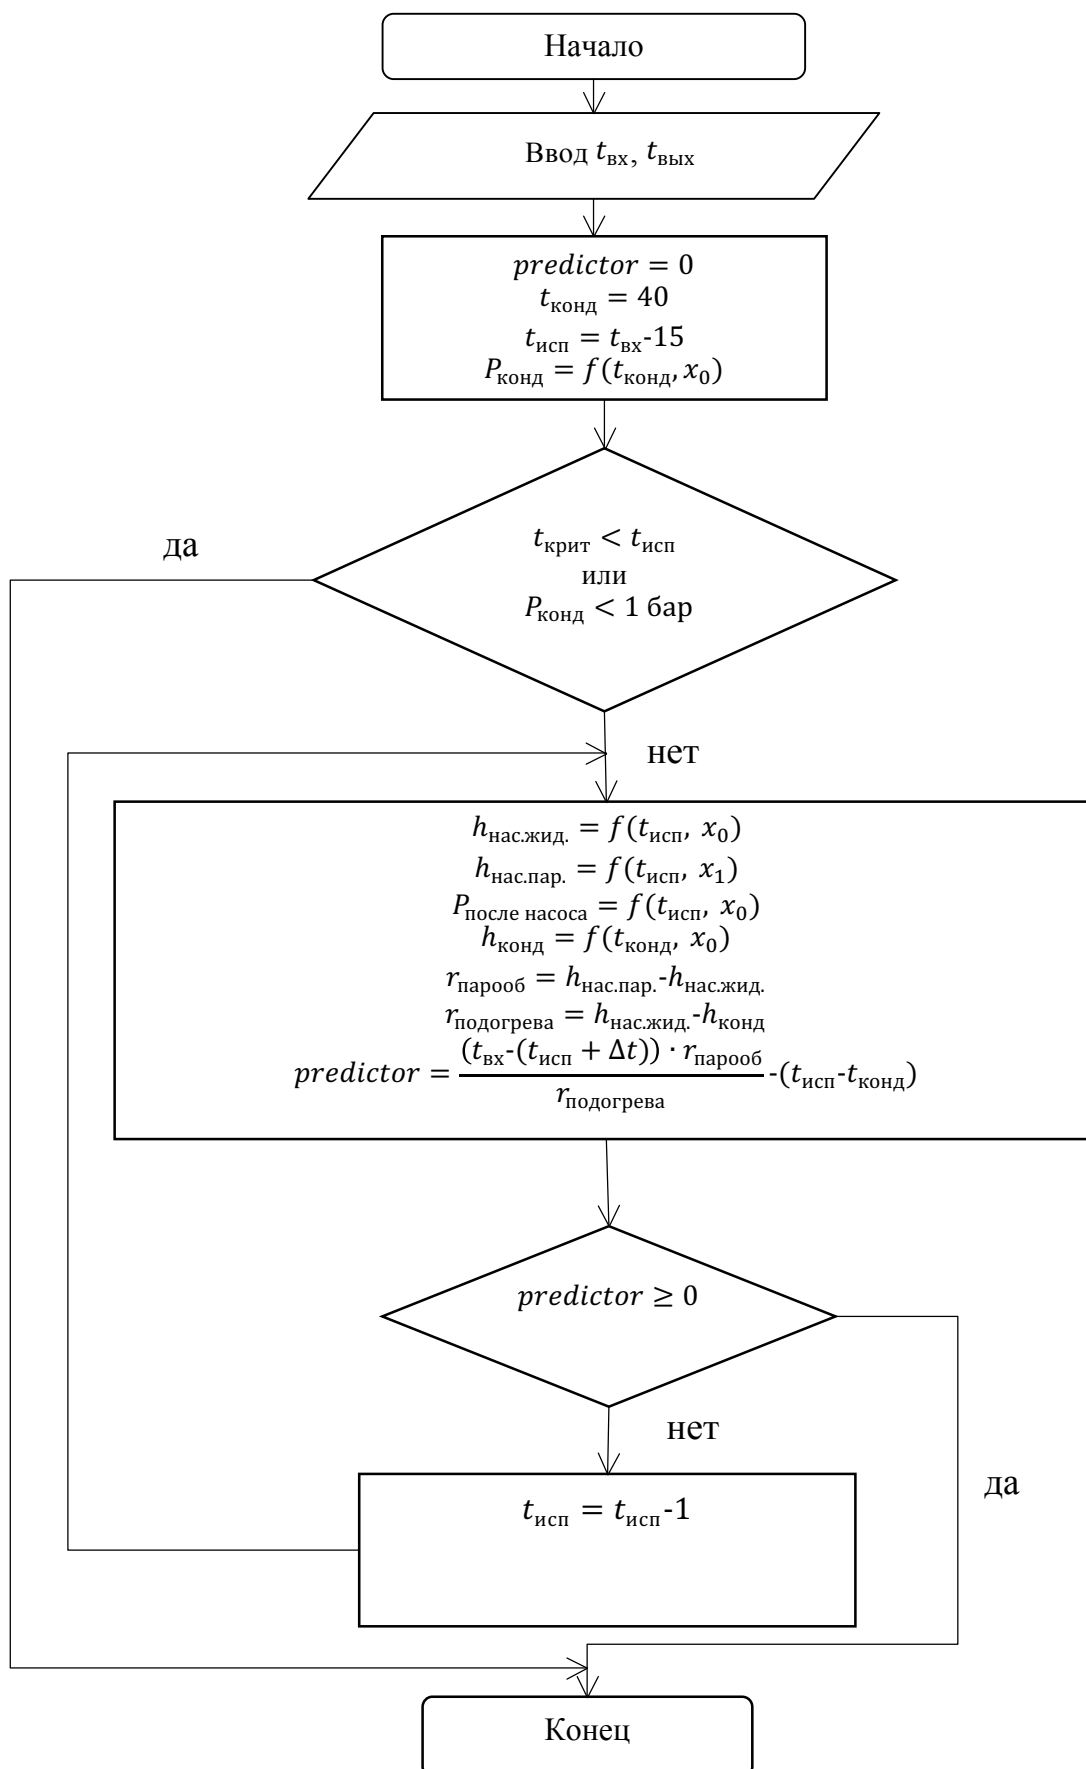 Начало
Ввод t_вх, t_вых
predictor = 0
t_конд = 40
t_исп = t_вх-15
P_конд = f(t_конд, x_0)
t_крит < t_исп
или
P_конд < 1 бар
да
нет
h_нас.жид. = f(t_исп, x_0)
h_нас.пар. = f(t_исп, x_1)
P_после насоса = f(t_исп, x_0)
h_конд = f(t_конд, x_0)
r_парооб = h_нас.пар.-h_нас.жид.
r_подогрева = h_нас.жид.-h_конд
predictor = (t_вх-(t_исп + Δt)) · r_парооб / r_подогрева -(t_исп-t_конд)
predictor ≥ 0
нет
да
t_исп = t_исп-1
Конец